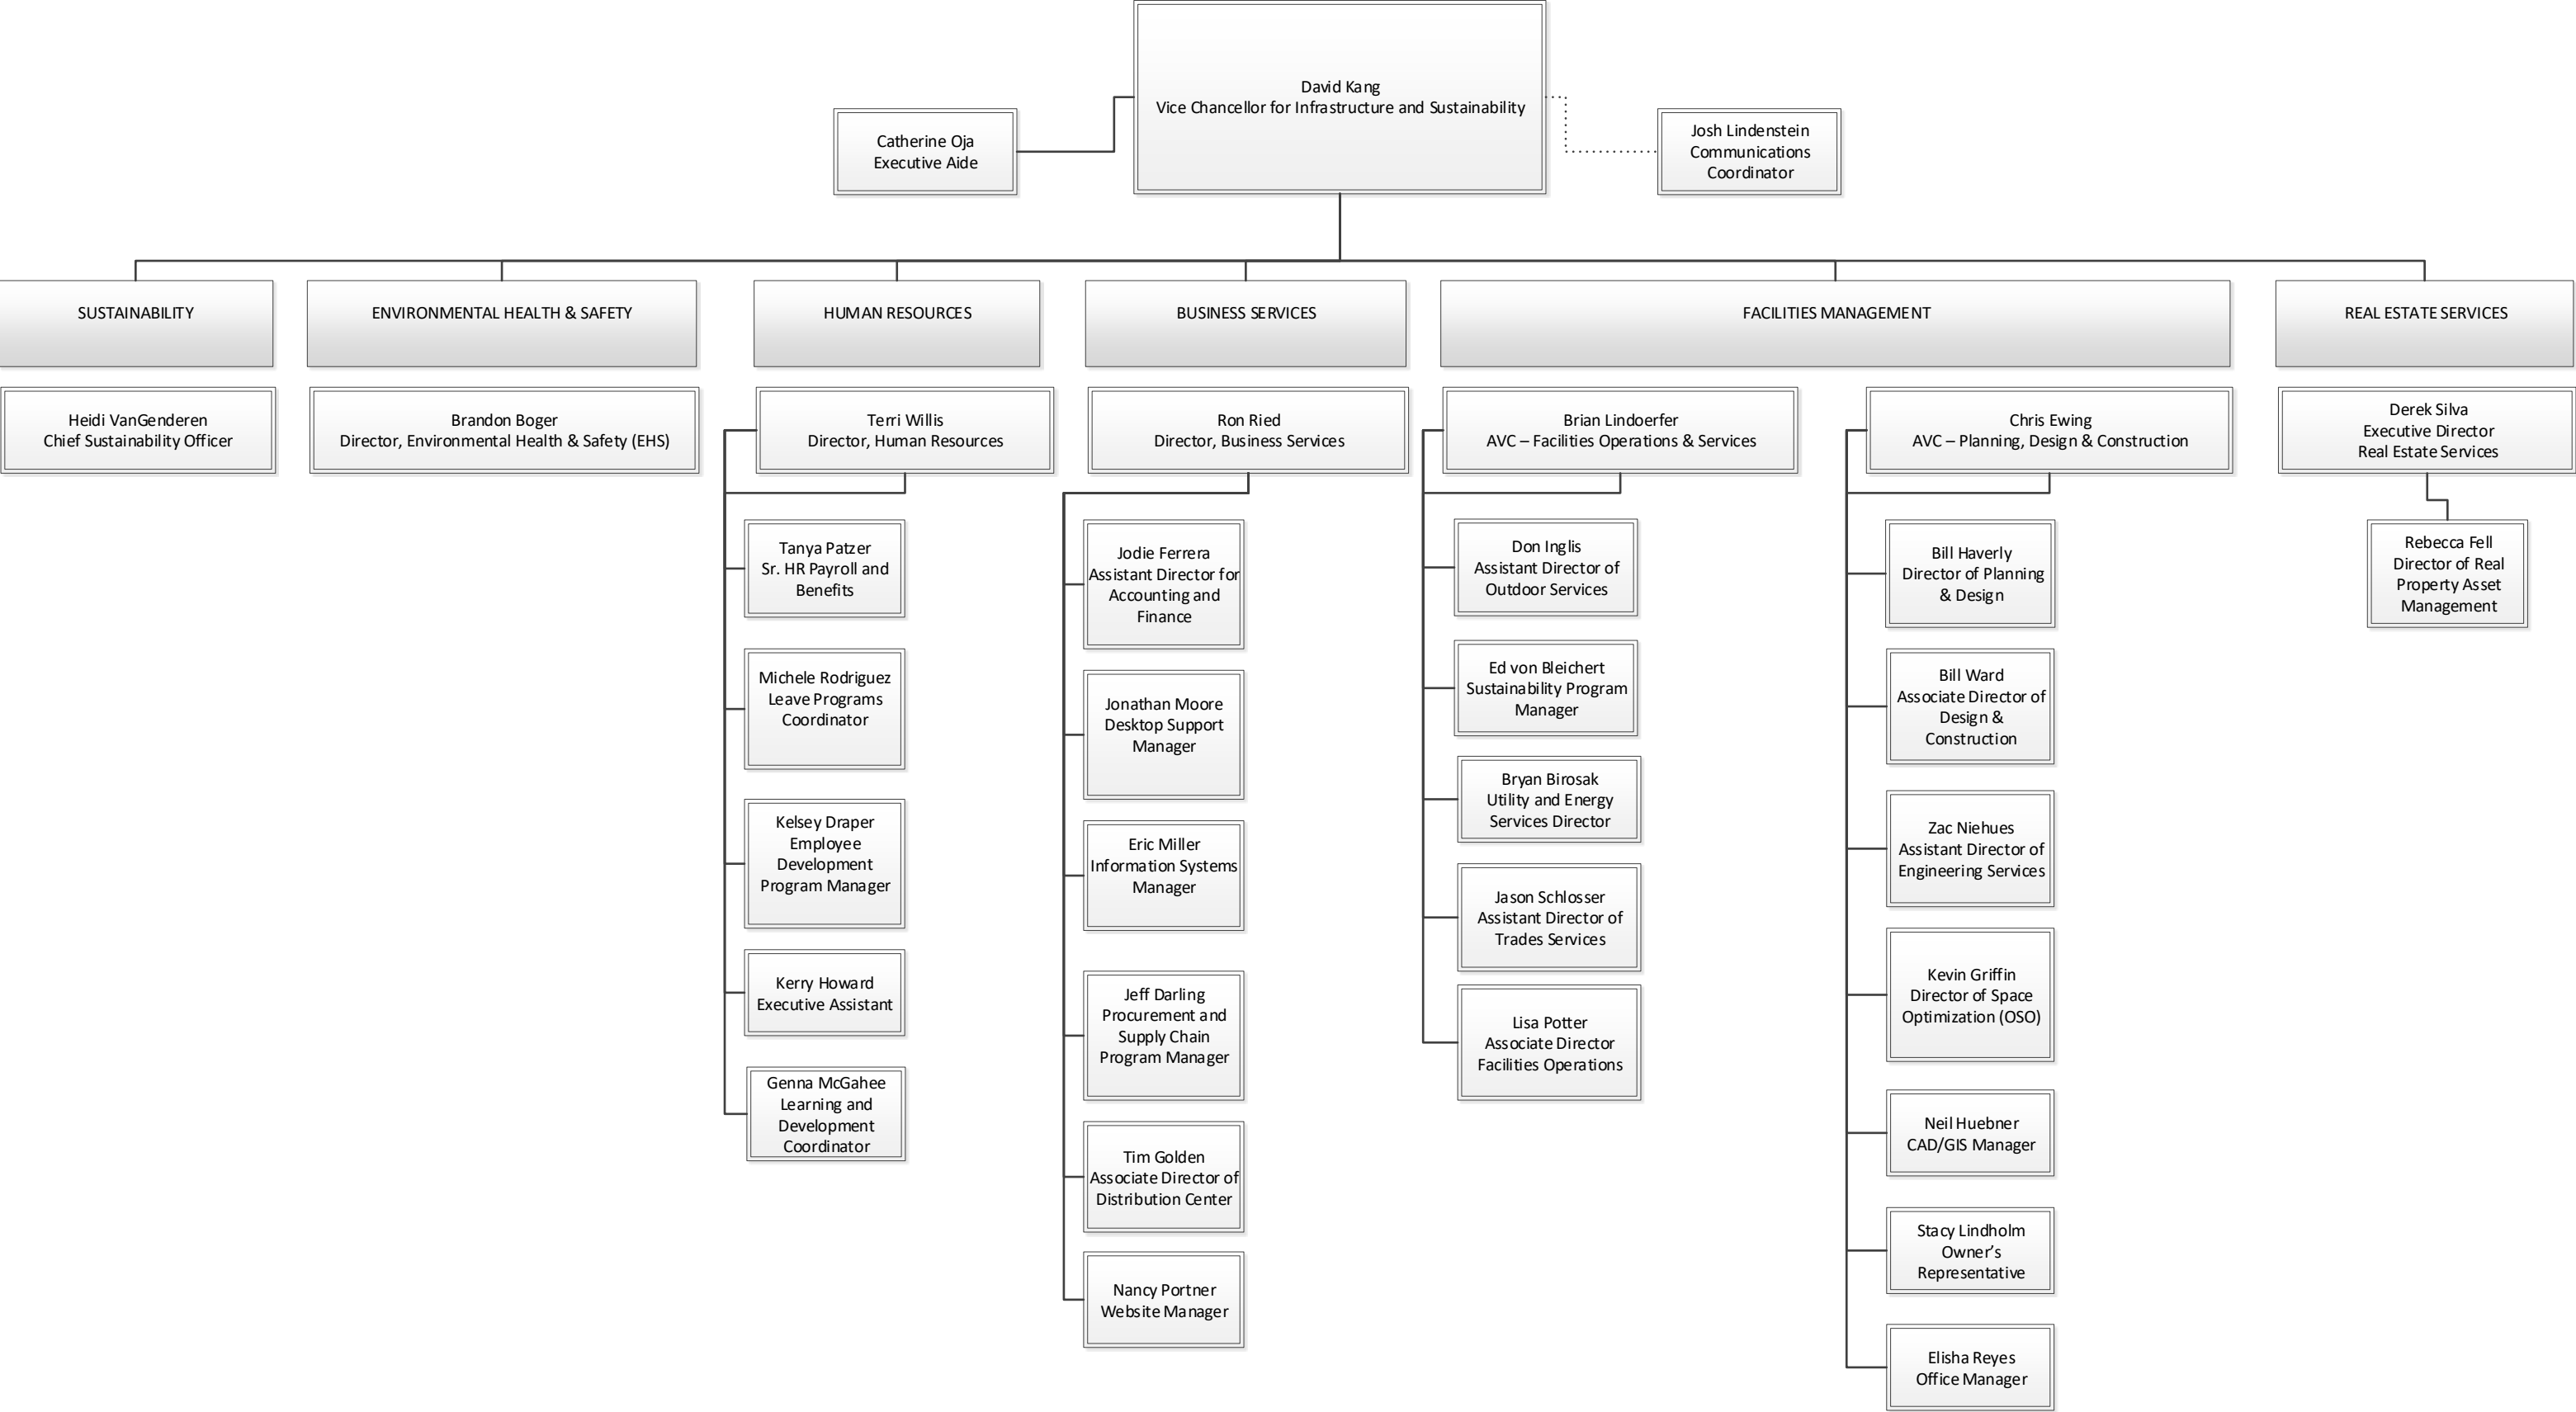 David Kang
Vice Chancellor for Infrastructure and Sustainability
Catherine Oja
Executive Aide
Josh Lindenstein
Communications
Coordinator
SUSTAINABILITY
ENVIRONMENTAL HEALTH & SAFETY
HUMAN RESOURCES
BUSINESS SERVICES
FACILITIES MANAGEMENT
REAL ESTATE SERVICES
Heidi VanGenderen
Chief Sustainability Officer
Brandon Boger
Director, Environmental Health & Safety (EHS)
Terri Willis
Director, Human Resources
Ron Ried
Director, Business Services
Brian Lindoerfer
AVC – Facilities Operations & Services
Chris Ewing
AVC – Planning, Design & Construction
Derek Silva
Executive Director
Real Estate Services
Tanya Patzer
Sr. HR Payroll and
Benefits
Michele Rodriguez
Leave Programs
Coordinator
Kelsey Draper
Employee
Development
Program Manager
Kerry Howard
Executive Assistant
Genna McGahee
Learning and
Development
Coordinator
Jodie Ferrera
Assistant Director for
Accounting and
Finance
Jonathan Moore
Desktop Support
Manager
Eric Miller
Information Systems
Manager
Jeff Darling
Procurement and
Supply Chain
Program Manager
Tim Golden
Associate Director of
Distribution Center
Nancy Portner
Website Manager
Don Inglis
Assistant Director of
Outdoor Services
Ed von Bleichert
Sustainability Program
Manager
Bryan Birosak
Utility and Energy
Services Director
Jason Schlosser
Assistant Director of
Trades Services
Lisa Potter
Associate Director
Facilities Operations
Bill Haverly
Director of Planning
& Design
Bill Ward
Associate Director of
Design &
Construction
Zac Niehues
Assistant Director of
Engineering Services
Kevin Griffin
Director of Space
Optimization (OSO)
Neil Huebner
CAD/GIS Manager
Stacy Lindholm
Owner’s
Representative
Elisha Reyes
Office Manager
Rebecca Fell
Director of Real
Property Asset
Management